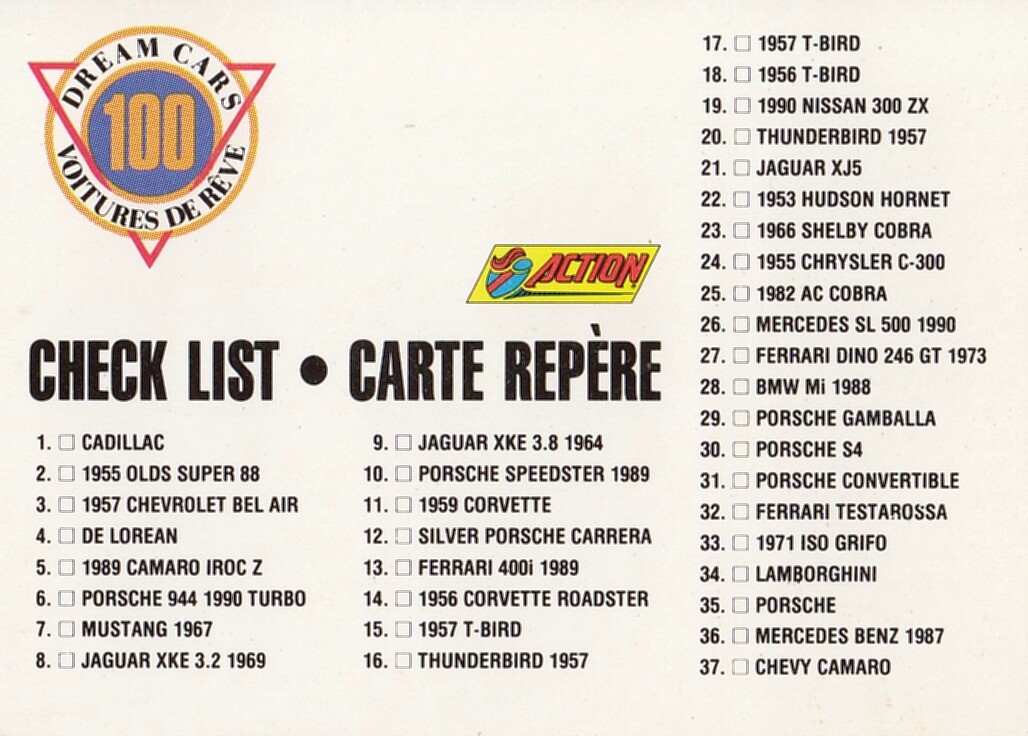 DREAM CARS
100
VOITURES DE RÊVE
ACTION
CHECK LIST • CARTE REPÈRE
1. ☐ CADILLAC
2. ☐ 1955 OLDS SUPER 88
3. ☐ 1957 CHEVROLET BEL AIR
4. ☐ DE LOREAN
5. ☐ 1989 CAMARO IROC Z
6. ☐ PORSCHE 944 1990 TURBO
7. ☐ MUSTANG 1967
8. ☐ JAGUAR XKE 3.2 1969
9. ☐ JAGUAR XKE 3.8 1964
10. ☐ PORSCHE SPEEDSTER 1989
11. ☐ 1959 CORVETTE
12. ☐ SILVER PORSCHE CARRERA
13. ☐ FERRARI 400i 1989
14. ☐ 1956 CORVETTE ROADSTER
15. ☐ 1957 T-BIRD
16. ☐ THUNDERBIRD 1957
17. ☐ 1957 T-BIRD
18. ☐ 1956 T-BIRD
19. ☐ 1990 NISSAN 300 ZX
20. ☐ THUNDERBIRD 1957
21. ☐ JAGUAR XJ5
22. ☐ 1953 HUDSON HORNET
23. ☐ 1966 SHELBY COBRA
24. ☐ 1955 CHRYSLER C-300
25. ☐ 1982 AC COBRA
26. ☐ MERCEDES SL 500 1990
27. ☐ FERRARI DINO 246 GT 1973
28. ☐ BMW Mi 1988
29. ☐ PORSCHE GAMBALLA
30. ☐ PORSCHE S4
31. ☐ PORSCHE CONVERTIBLE
32. ☐ FERRARI TESTAROSSA
33. ☐ 1971 ISO GRIFO
34. ☐ LAMBORGHINI
35. ☐ PORSCHE
36. ☐ MERCEDES BENZ 1987
37. ☐ CHEVY CAMARO